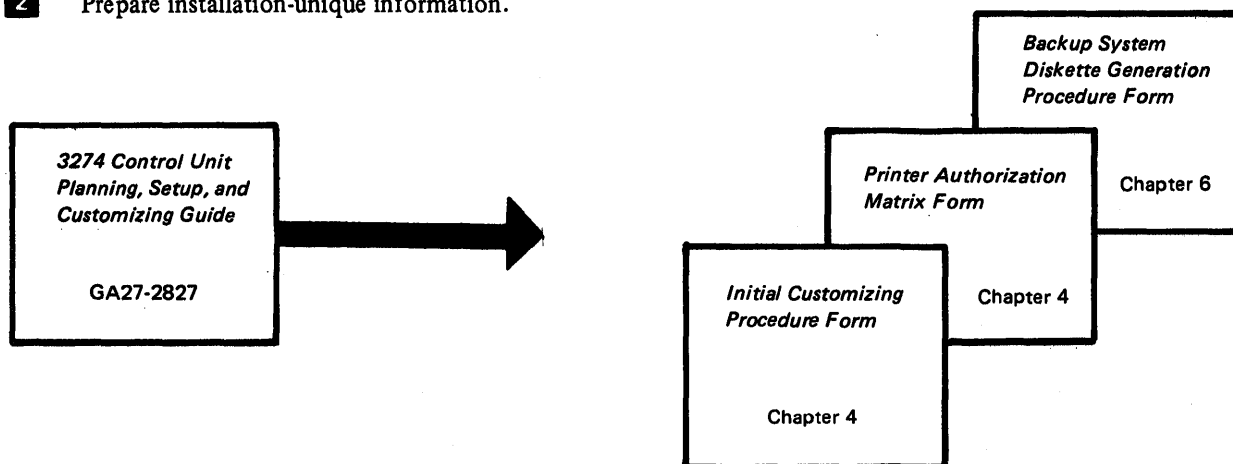 2 Prepare installation-unique information.
3274 Control Unit
Planning, Setup, and
Customizing Guide
GA27-2827
Backup System
Diskette Generation
Procedure Form
Chapter 6
Printer Authorization
Matrix Form
Chapter 4
Initial Customizing
Procedure Form
Chapter 4